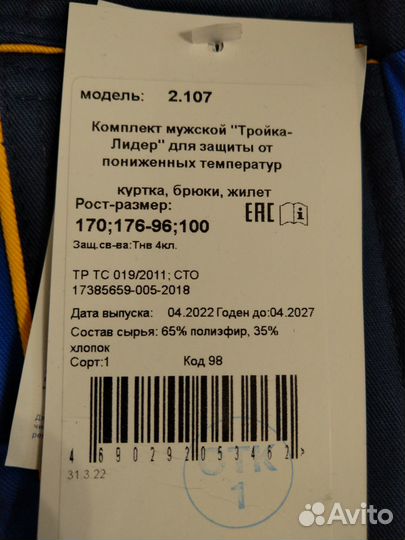 модель: 2.107
Комплект мужской "Тройка-
Лидер" для защиты от
пониженных температур
куртка, брюки, жилет
Рост-размер:
170;176-96;100
EAC
Защ.св-ва:Тнв 4кл.
ТР ТС 019/2011; СТО
17385659-005-2018
Дата выпуска: 04.2022 Годен до:04.2027
Состав сырья: 65% полиэфир, 35%
хлопок
Сорт:1 Код 98
4 690292 053462 >
31.3.22
ОТК
1
Avito